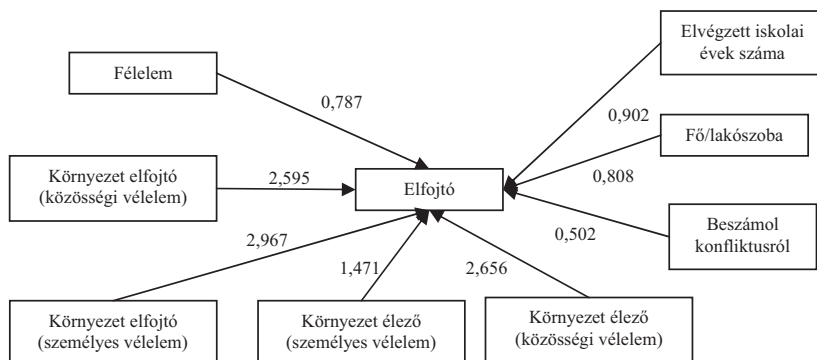 Elvégzett iskolai
évek száma
Félelem
0,787
0,902
Fő/lakószoba
Környezet elfojtó
(közösségi vélelem)
2,595
Elfojtó
0,808
Beszámol
konfliktusról
0,502
2,967
1,471
2,656
Környezet elfojtó
(személyes vélelem)
Környezet élező
(személyes vélelem)
Környezet élező
(közösségi vélelem)